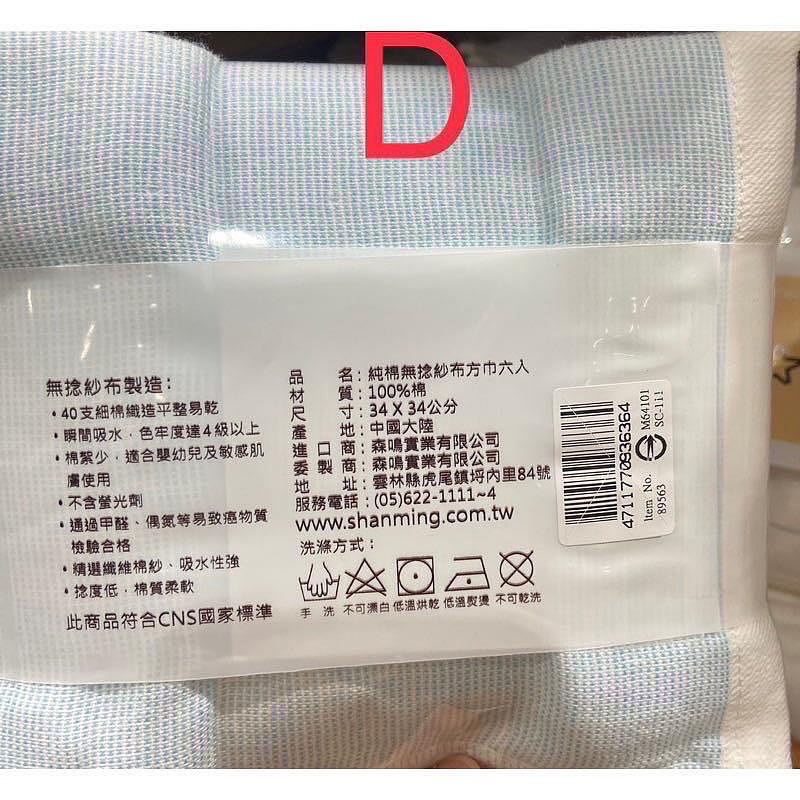 D
無捻紗布製造:
・40支細棉織造平整易乾
・瞬間吸水,色牢度達4級以上
・棉絮少,適合嬰幼兒及敏感肌
膚使用
・不含螢光劑
・通過甲醛、偶氮等易致癌物質
檢驗合格
・精選纖維棉紗、吸水性強
・捻度低,棉質柔軟
此商品符合CNS國家標準
品名:純棉無捻紗布方巾六入
材質:100%棉
尺寸:34 X 34公分
產地:中國大陸
進口商:森鳴實業有限公司
委製商:森鳴實業有限公司
地址:雲林縣虎尾鎮埒內里84號
服務電話:(05)622-1111~4
www.shanming.com.tw
洗滌方式:
手洗 不可漂白 低溫烘乾 低溫熨燙 不可乾洗
4711770936364
Item No.
89563
M64101
SC-111